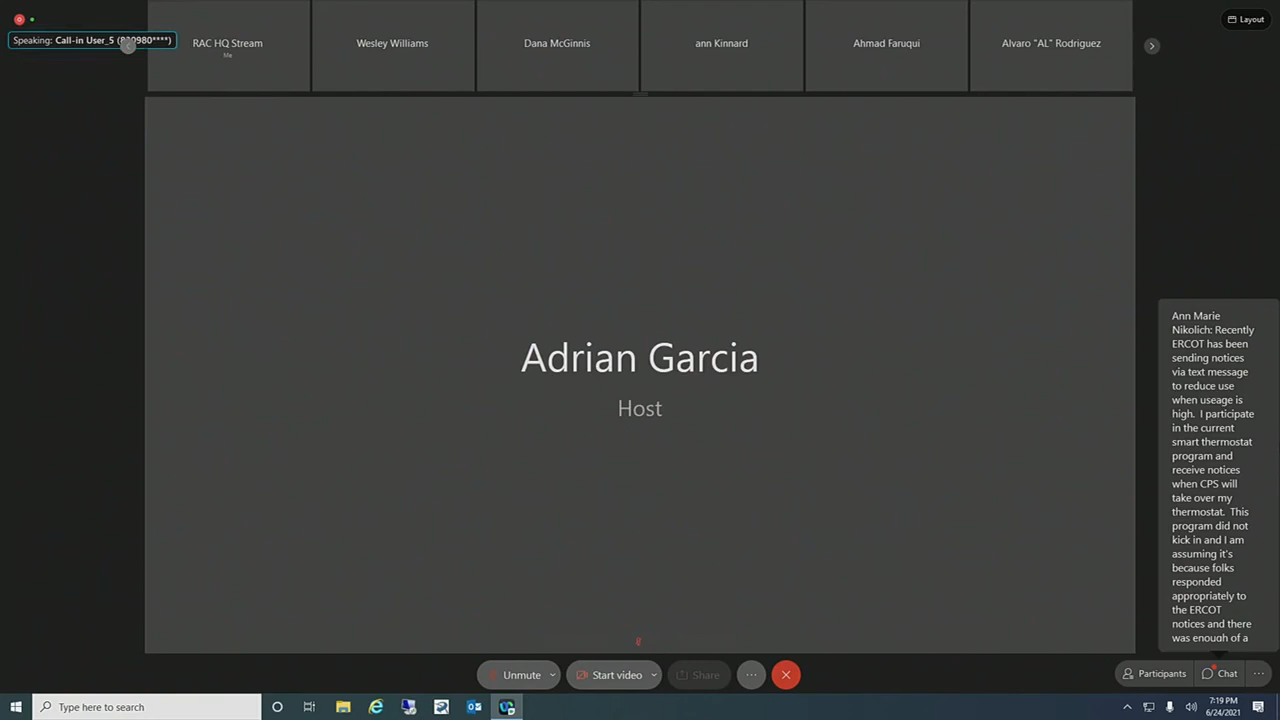 Layout
Speaking: Call-in User_5 (****)
RAC HQ Stream
Me
Wesley Williams
Dana McGinnis
ann Kinnard
Ahmad Faruqui
Alvaro "AL" Rodriguez
Adrian Garcia
Host
Ann Marie
Nikolich: Recently
ERCOT has been
sending notices
via text message
to reduce use
when useage is
high. I participate
in the current
smart thermostat
program and
receive notices
when CPS will
take over my
thermostat. This
program did not
kick in and I am
assuming it's
because folks
responded
appropriately to
the ERCOT
notices and there
was enough of a
Unmute
Start video
Share
Participants
Chat
Type here to search
7:19 PM
6/24/2021